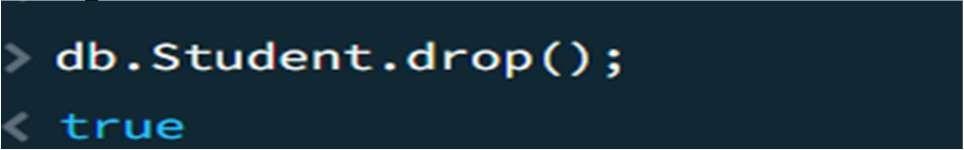 > db.Student.drop();
< true